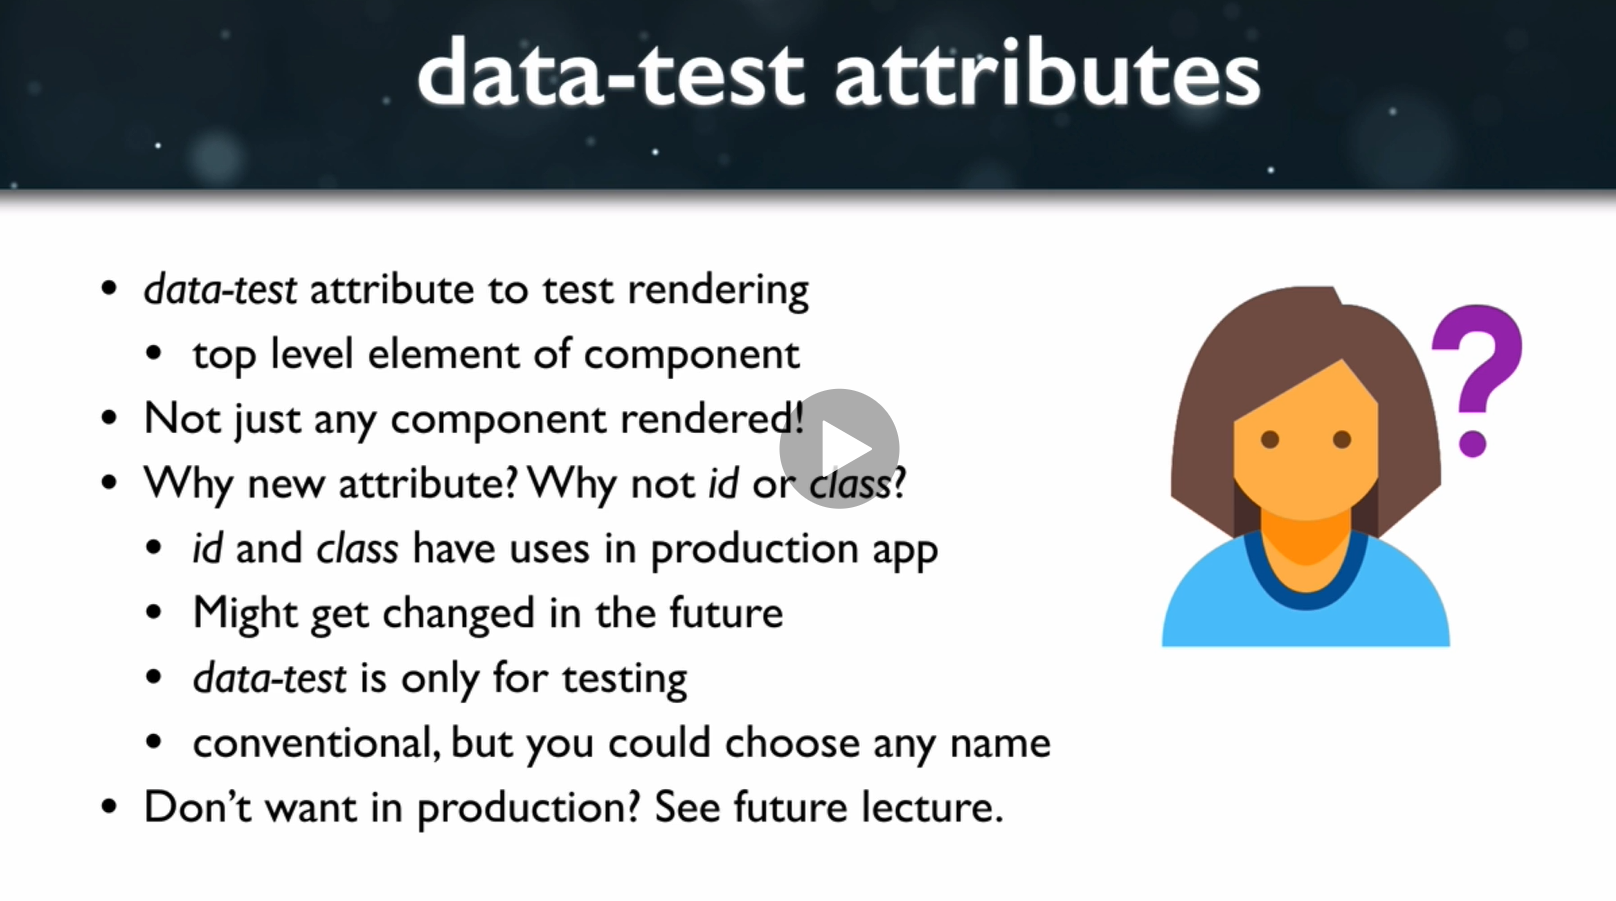 data-test attributes
• data-test attribute to test rendering
• top level element of component
• Not just any component rendered!
• Why new attribute? Why not id or class?
• id and class have uses in production app
• Might get changed in the future
• data-test is only for testing
• conventional, but you could choose any name
• Don’t want in production? See future lecture.
?